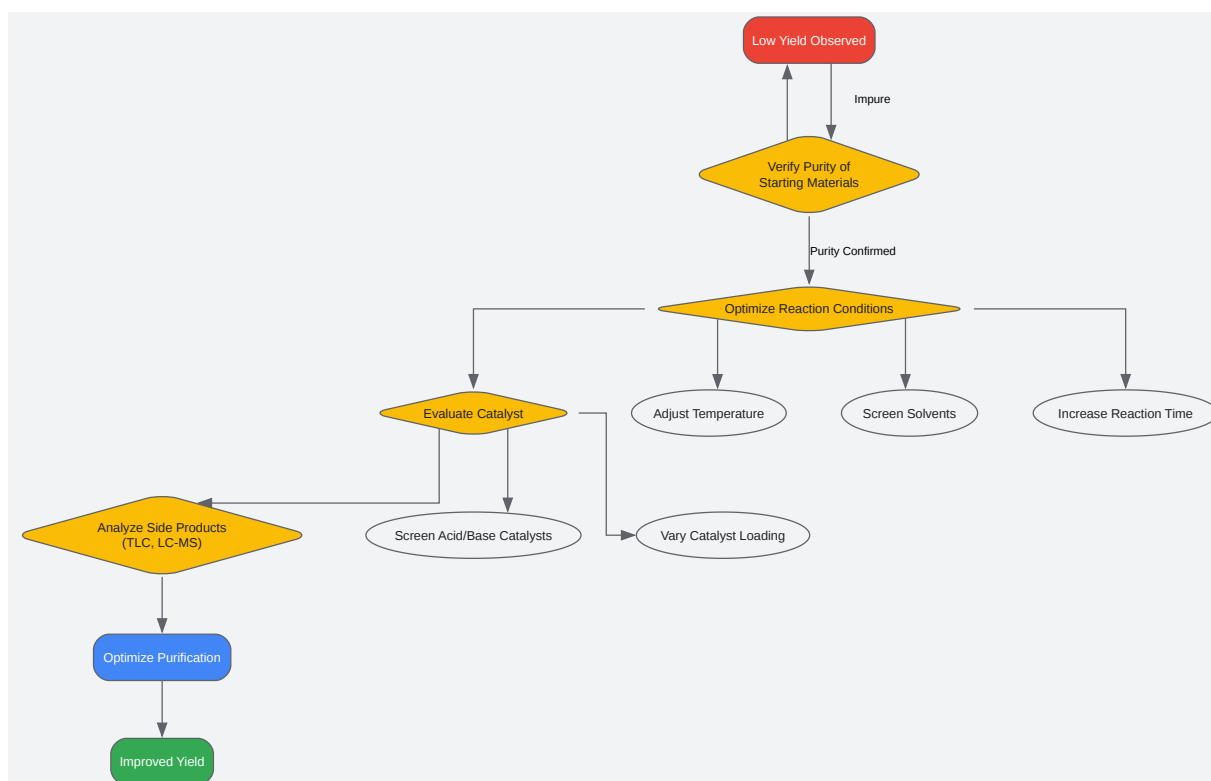 Low Yield Observed
Impure
Verify Purity of
Starting Materials
Purity Confirmed
Optimize Reaction Conditions
Evaluate Catalyst
Adjust Temperature
Screen Solvents
Increase Reaction Time
Analyze Side Products
(TLC, LC-MS)
Screen Acid/Base Catalysts
Vary Catalyst Loading
Optimize Purification
Improved Yield